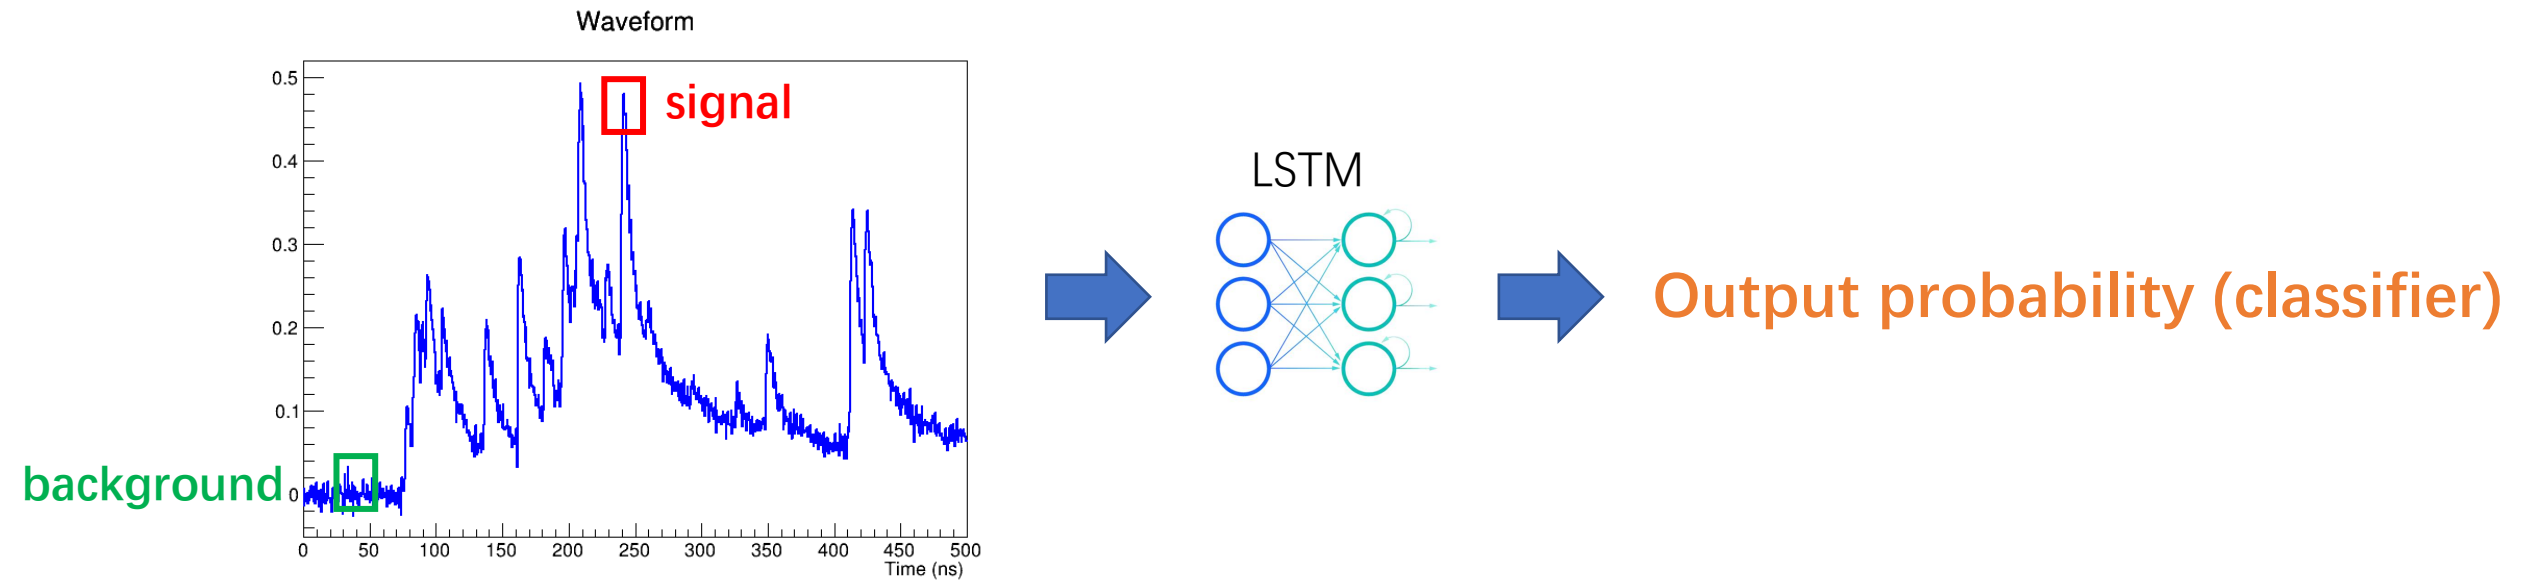 Waveform
0.5
signal
0.4
LSTM
0.3
Output probability (classifier)
0.2
0.1
background
0
0 50 100 150 200 250 300 350 400 450 500
Time (ns)